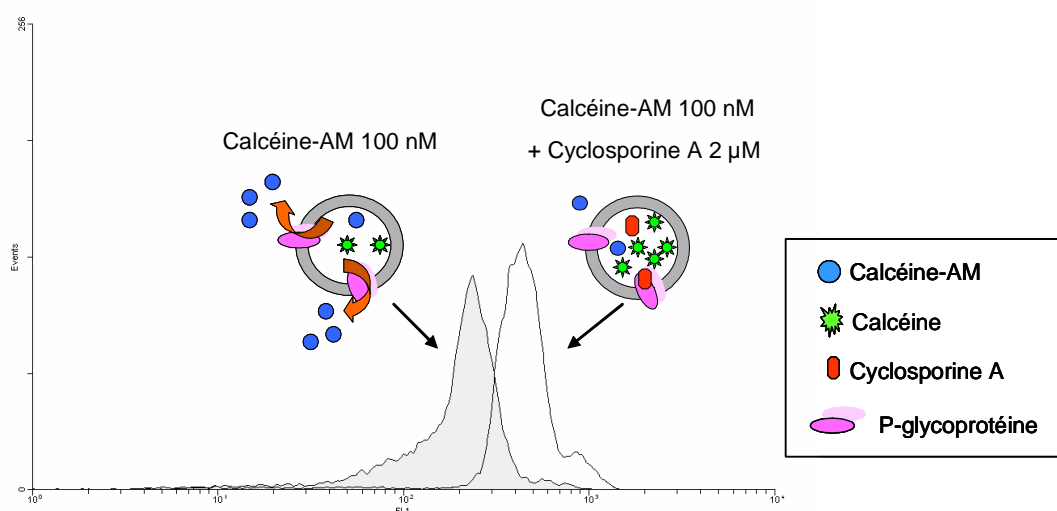 256
Calcéine-AM 100 nM
Calcéine-AM 100 nM
+ Cyclosporine A 2 µM
Events
Calcéine-AM
Calcéine
Cyclosporine A
P-glycoprotéine
0
10⁰
10¹
10²
10³
10⁴